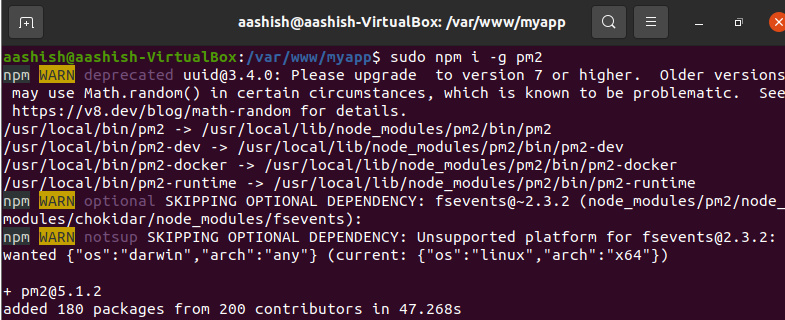 aashish@aashish-VirtualBox: /var/www/myapp
aashish@aashish-VirtualBox:/var/www/myapp$ sudo npm i -g pm2
npm WARN deprecated uuid@3.4.0: Please upgrade  to version 7 or higher.  Older versions
 may use Math.random() in certain circumstances, which is known to be problematic.  See
 https://v8.dev/blog/math-random for details.
/usr/local/bin/pm2 -> /usr/local/lib/node_modules/pm2/bin/pm2
/usr/local/bin/pm2-dev -> /usr/local/lib/node_modules/pm2/bin/pm2-dev
/usr/local/bin/pm2-docker -> /usr/local/lib/node_modules/pm2/bin/pm2-docker
/usr/local/bin/pm2-runtime -> /usr/local/lib/node_modules/pm2/bin/pm2-runtime
npm WARN optional SKIPPING OPTIONAL DEPENDENCY: fsevents@~2.3.2 (node_modules/pm2/node_
modules/chokidar/node_modules/fsevents):
npm WARN notsup SKIPPING OPTIONAL DEPENDENCY: Unsupported platform for fsevents@2.3.2:
wanted {"os":"darwin","arch":"any"} (current: {"os":"linux","arch":"x64"})
+ pm2@5.1.2
added 180 packages from 200 contributors in 47.268s